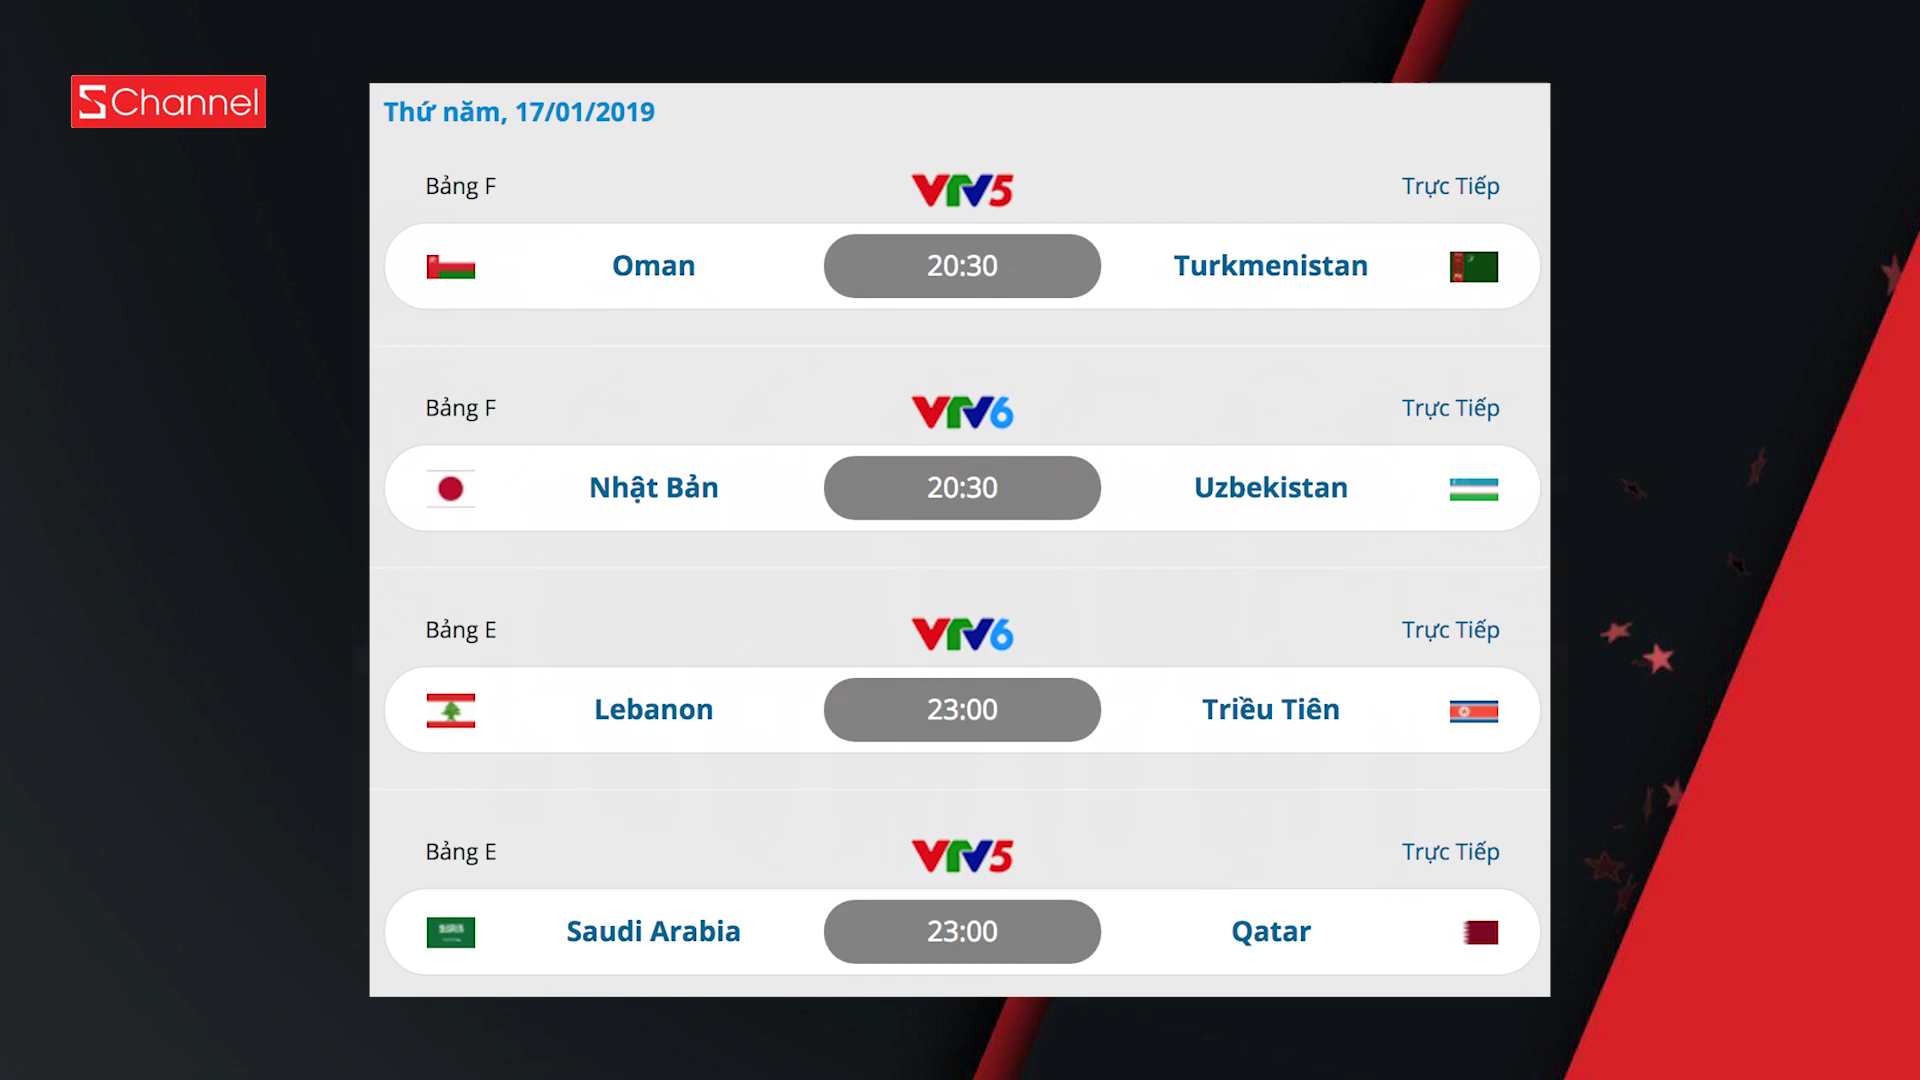 S Channel
Thứ năm, 17/01/2019
Bảng F VTV5 Trực Tiếp
Oman 20:30 Turkmenistan
Bảng F VTV6 Trực Tiếp
Nhật Bản 20:30 Uzbekistan
Bảng E VTV6 Trực Tiếp
Lebanon 23:00 Triều Tiên
Bảng E VTV5 Trực Tiếp
Saudi Arabia 23:00 Qatar